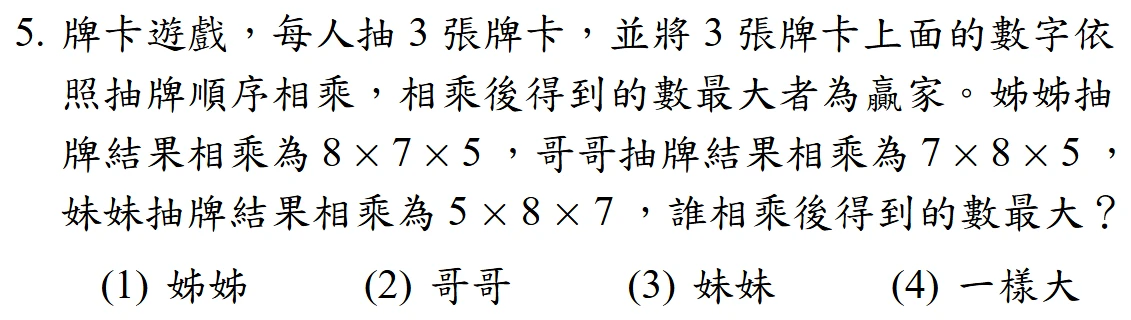 5. 牌卡遊戲，每人抽 3 張牌卡，並將 3 張牌卡上面的數字依
照抽牌順序相乘，相乘後得到的數最大者為贏家。姊姊抽
牌結果相乘為 8 × 7 × 5 ，哥哥抽牌結果相乘為 7 × 8 × 5 ，
妹妹抽牌結果相乘為 5 × 8 × 7 ，誰相乘後得到的數最大？
(1) 姊姊 (2) 哥哥 (3) 妹妹 (4) 一樣大